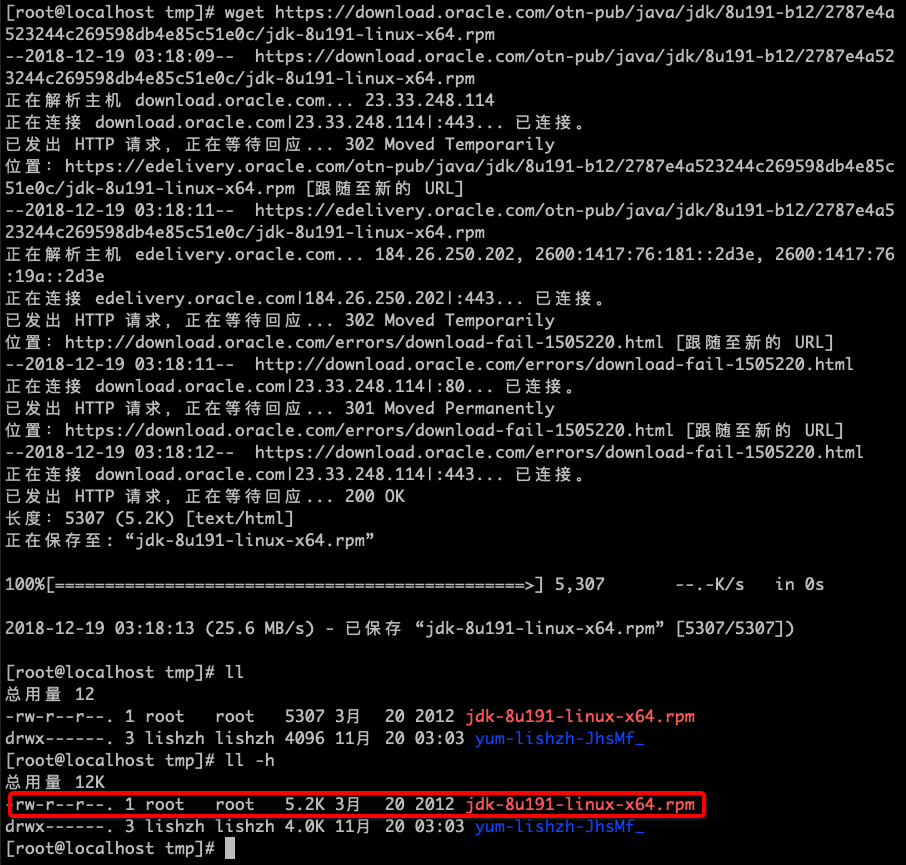 [root@localhost tmp]# wget https://download.oracle.com/otn-pub/java/jdk/8u191-b12/2787e4a
523244c269598db4e85c51e0c/jdk-8u191-linux-x64.rpm
--2018-12-19 03:18:09--  https://download.oracle.com/otn-pub/java/jdk/8u191-b12/2787e4a52
3244c269598db4e85c51e0c/jdk-8u191-linux-x64.rpm
正在解析主机 download.oracle.com... 23.33.248.114
正在连接 download.oracle.com|23.33.248.114|:443... 已连接。
已发出 HTTP 请求，正在等待回应... 302 Moved Temporarily
位置：https://edelivery.oracle.com/otn-pub/java/jdk/8u191-b12/2787e4a523244c269598db4e85c
51e0c/jdk-8u191-linux-x64.rpm [跟随至新的 URL]
--2018-12-19 03:18:11--  https://edelivery.oracle.com/otn-pub/java/jdk/8u191-b12/2787e4a5
23244c269598db4e85c51e0c/jdk-8u191-linux-x64.rpm
正在解析主机 edelivery.oracle.com... 184.26.250.202, 2600:1417:76:181::2d3e, 2600:1417:76
:19a::2d3e
正在连接 edelivery.oracle.com|184.26.250.202|:443... 已连接。
已发出 HTTP 请求，正在等待回应... 302 Moved Temporarily
位置：http://download.oracle.com/errors/download-fail-1505220.html [跟随至新的 URL]
--2018-12-19 03:18:11--  http://download.oracle.com/errors/download-fail-1505220.html
正在连接 download.oracle.com|23.33.248.114|:80... 已连接。
已发出 HTTP 请求，正在等待回应... 301 Moved Permanently
位置：https://download.oracle.com/errors/download-fail-1505220.html [跟随至新的 URL]
--2018-12-19 03:18:12--  https://download.oracle.com/errors/download-fail-1505220.html
正在连接 download.oracle.com|23.33.248.114|:443... 已连接。
已发出 HTTP 请求，正在等待回应... 200 OK
长度：5307 (5.2K) [text/html]
正在保存至: “jdk-8u191-linux-x64.rpm”
100%[===============================================>] 5,307       --.-K/s   in 0s
2018-12-19 03:18:13 (25.6 MB/s) - 已保存 “jdk-8u191-linux-x64.rpm” [5307/5307])
[root@localhost tmp]# ll
总用量 12
-rw-r--r--. 1 root   root   5307 3月  20 2012 jdk-8u191-linux-x64.rpm
drwx------. 3 lishzh lishzh 4096 11月 20 03:03 yum-lishzh-JhsMf_
[root@localhost tmp]# ll -h
总用量 12K
-rw-r--r--. 1 root   root   5.2K 3月  20 2012 jdk-8u191-linux-x64.rpm
drwx------. 3 lishzh lishzh 4.0K 11月 20 03:03 yum-lishzh-JhsMf_
[root@localhost tmp]#